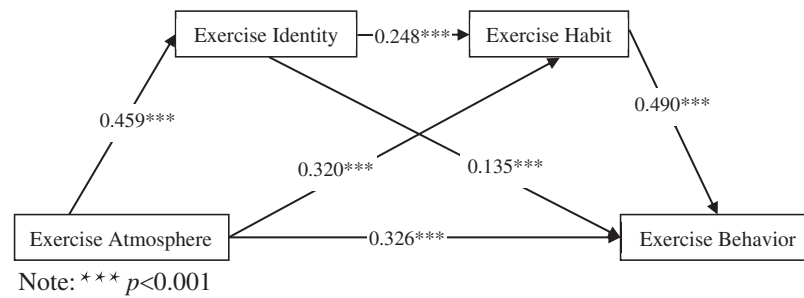 Exercise Identity
0.248***
Exercise Habit
0.459***
0.490***
0.320***
0.135***
Exercise Atmosphere
0.326***
Exercise Behavior
Note: *** p<0.001